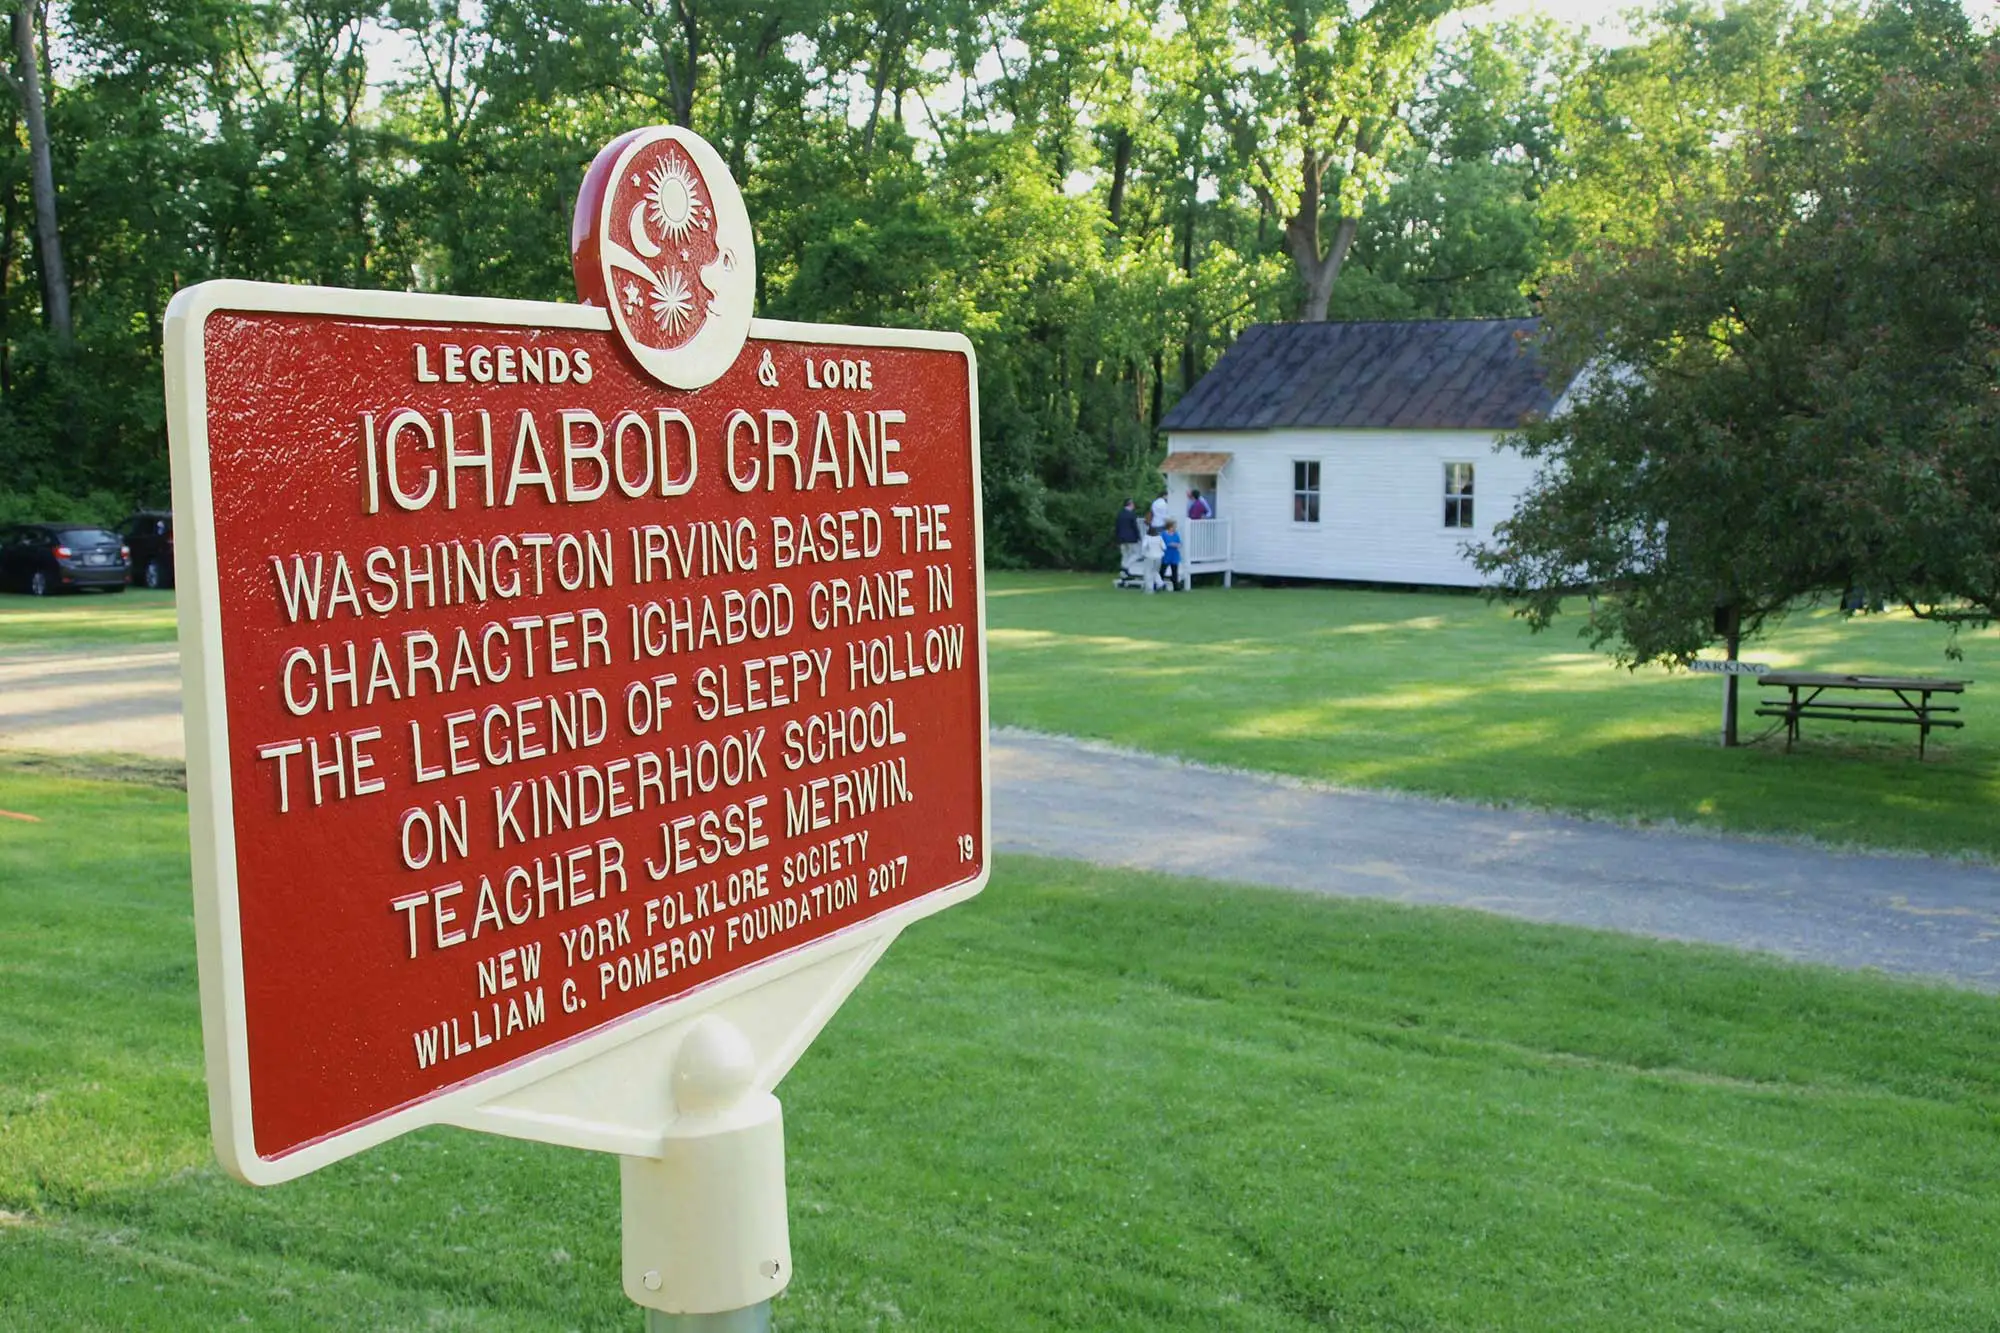 LEGENDS & LORE
ICHABOD CRANE
WASHINGTON IRVING BASED THE
CHARACTER ICHABOD CRANE IN
THE LEGEND OF SLEEPY HOLLOW
ON KINDERHOOK SCHOOL
TEACHER JESSE MERWIN.
NEW YORK FOLKLORE SOCIETY
WILLIAM G. POMEROY FOUNDATION 2017
19
PARKING